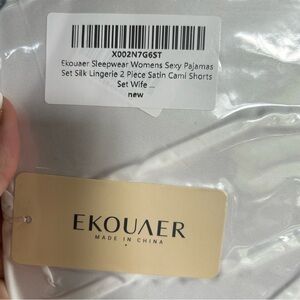 X002N7G6ST
Ekouaer Sleepwear Womens Sexy Pajamas
Set Silk Lingerie 2 Piece Satin Cami Shorts
Set Wife ...
new
EKOUAER
MADE IN CHINA